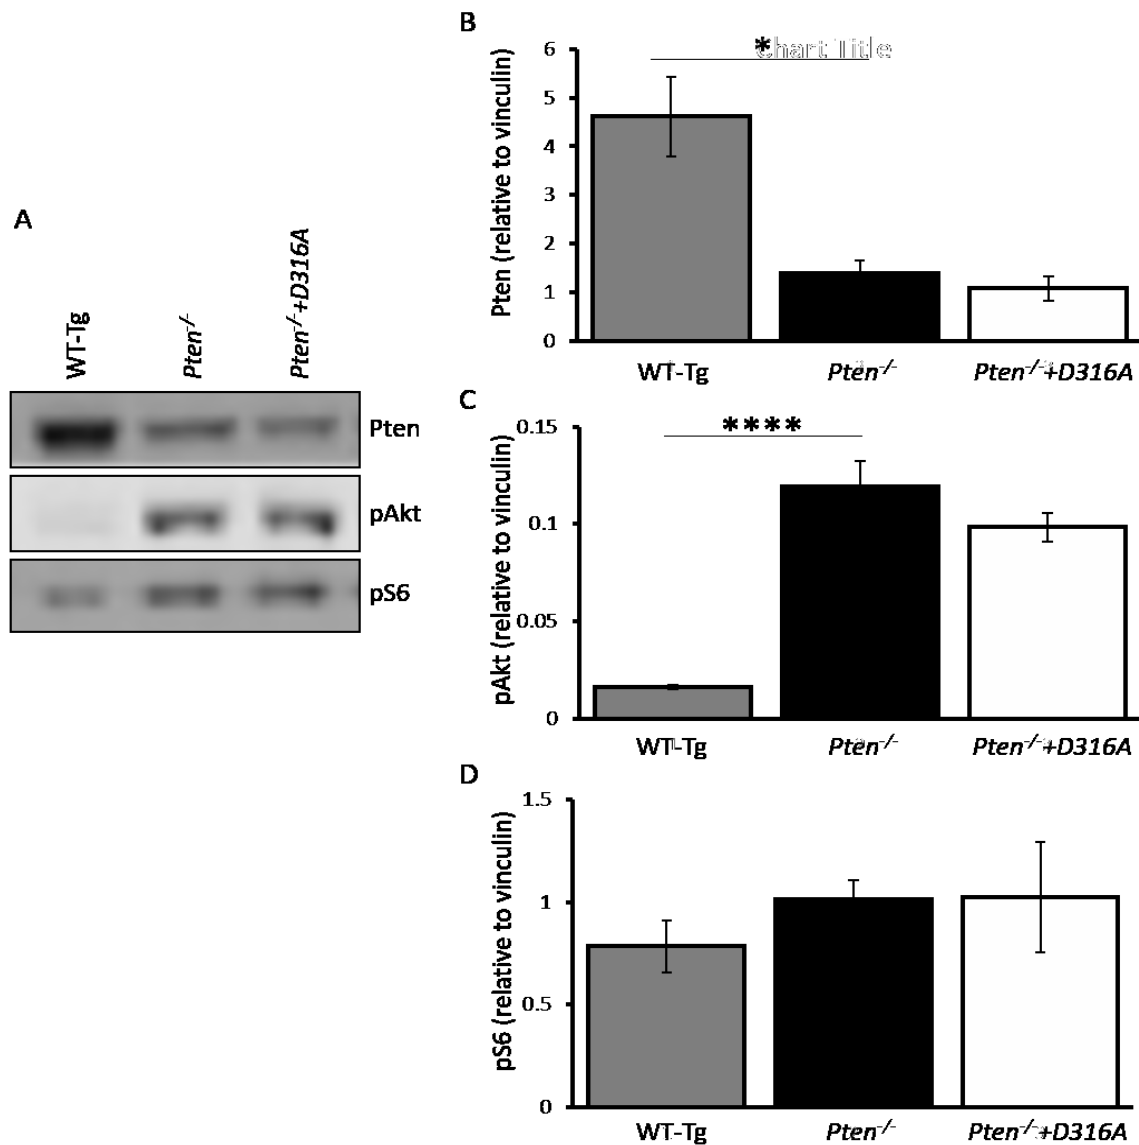 A
WT-Tg
Pten-/-
Pten-/-+D316A
Pten
pAkt
pS6
B
Chart Title
*
Pten (relative to vinculin)
6
5
4
3
2
1
0
WT-Tg
Pten-/-
Pten-/-+D316A
C
****
pAkt (relative to vinculin)
0.15
0.1
0.05
0
WT-Tg
Pten-/-
Pten-/-+D316A
D
pS6 (relative to vinculin)
1.5
1
0.5
0
WT-Tg
Pten-/-
Pten-/-+D316A